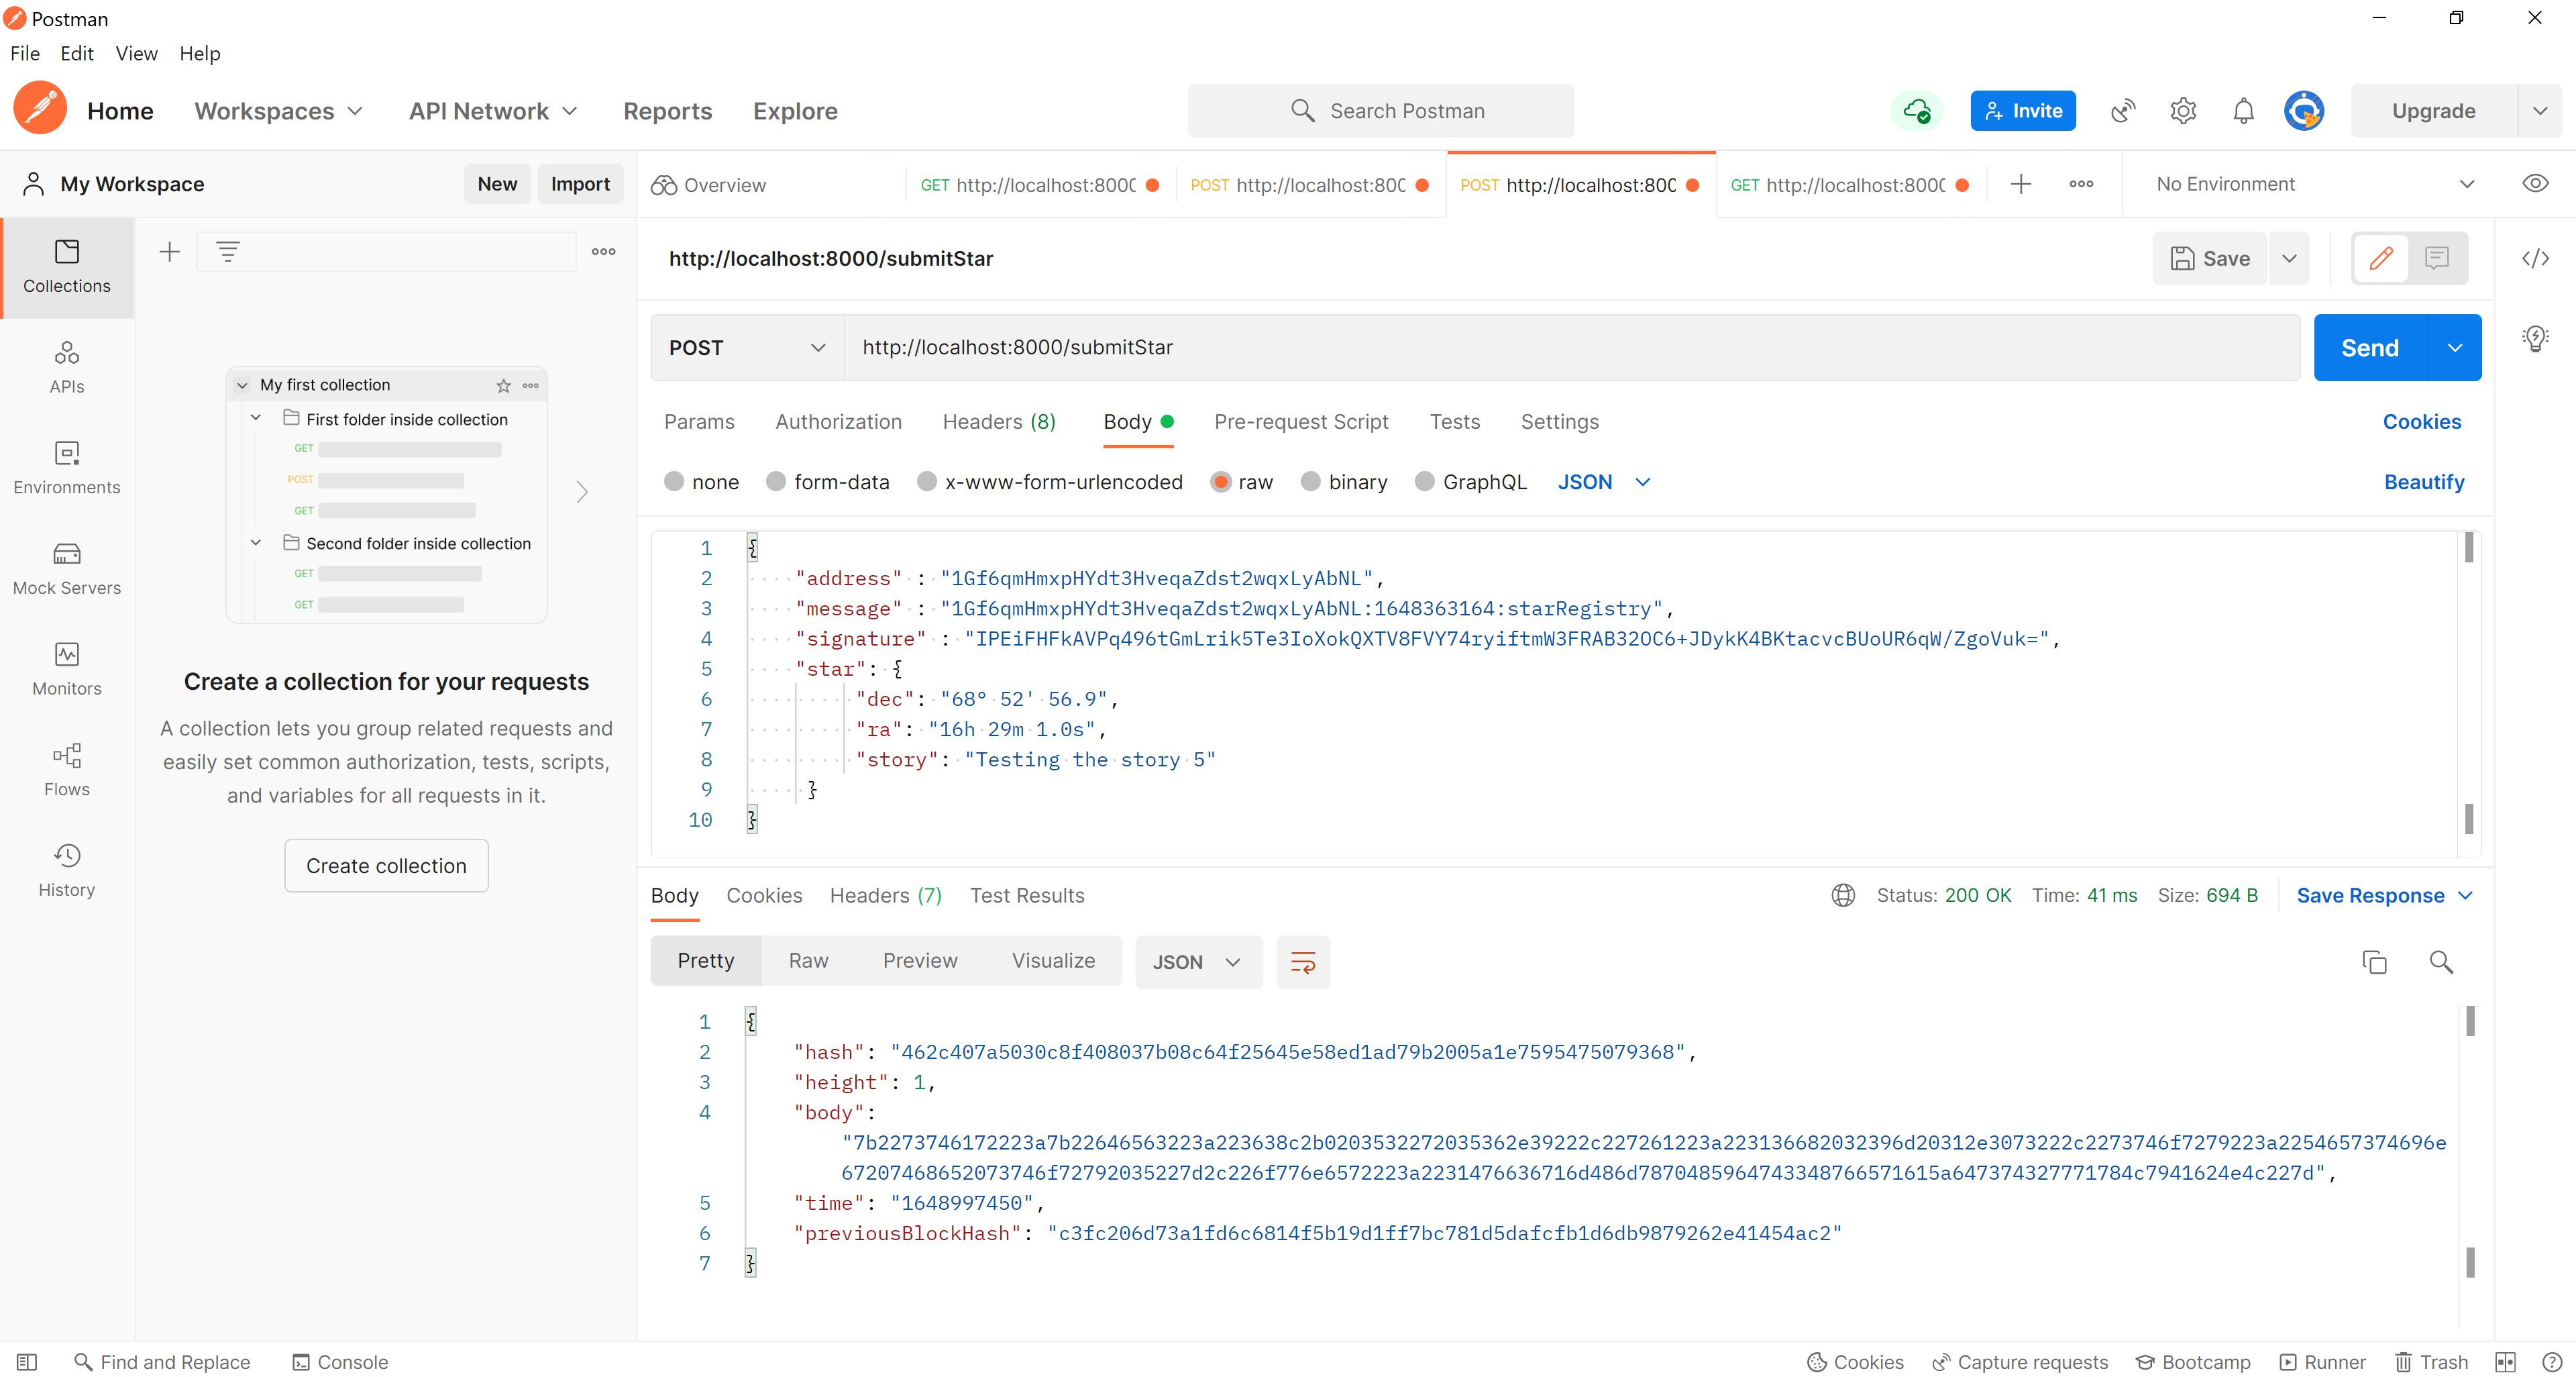 Postman
File Edit View Help
Home Workspaces API Network Reports Explore Search Postman Invite Upgrade
My Workspace New Import Overview GET http://localhost:8000 POST http://localhost:800 POST http://localhost:800 GET http://localhost:8000 No Environment
Collections
APIs
Environments
Mock Servers
Monitors
Flows
History
My first collection
First folder inside collection
GET
POST
GET
Second folder inside collection
GET
GET
Create a collection for your requests
A collection lets you group related requests and
easily set common authorization, tests, scripts,
and variables for all requests in it.
Create collection
http://localhost:8000/submitStar Save
POST http://localhost:8000/submitStar Send
Params Authorization Headers (8) Body Pre-request Script Tests Settings Cookies
none form-data x-www-form-urlencoded raw binary GraphQL JSON Beautify
1 {
2 "address" : "1Gf6qmHmxpHYdt3HveqaZdst2wqxLyAbNL",
3 "message" : "1Gf6qmHmxpHYdt3HveqaZdst2wqxLyAbNL:1648363164:starRegistry",
4 "signature" : "IPEiFHFkAVPq496tGmLrik5Te3IoXokQXTV8FVY74ryiftmW3FRAB32OC6+JDykK4BKtacvcBUoUR6qW/ZgoVuk=",
5 "star": {
6 "dec": "68° 52' 56.9",
7 "ra": "16h 29m 1.0s",
8 "story": "Testing the story 5"
9 }
10 }
Body Cookies Headers (7) Test Results Status: 200 OK Time: 41 ms Size: 694 B Save Response
Pretty Raw Preview Visualize JSON
1 {
2 "hash": "462c407a5030c8f408037b08c64f25645e58ed1ad79b2005a1e7595475079368",
3 "height": 1,
4 "body":
"7b2273746172223a7b22646563223a223638c2b0203532272035362e39222c227261223a223136682032396d20312e3073222c2273746f7279223a2254657374696e
67207468652073746f72792035227d2c226f776e6572223a2231476636716d486d787048596474334876657161​5a647374327771784c7941624e4c227d",
5 "time": "1648997450",
6 "previousBlockHash": "c3fc206d73a1fd6c6814f5b19d1ff7bc781d5dafcfb1d6db9879262e41454ac2"
7 }
Find and Replace Console Cookies Capture requests Bootcamp Runner Trash